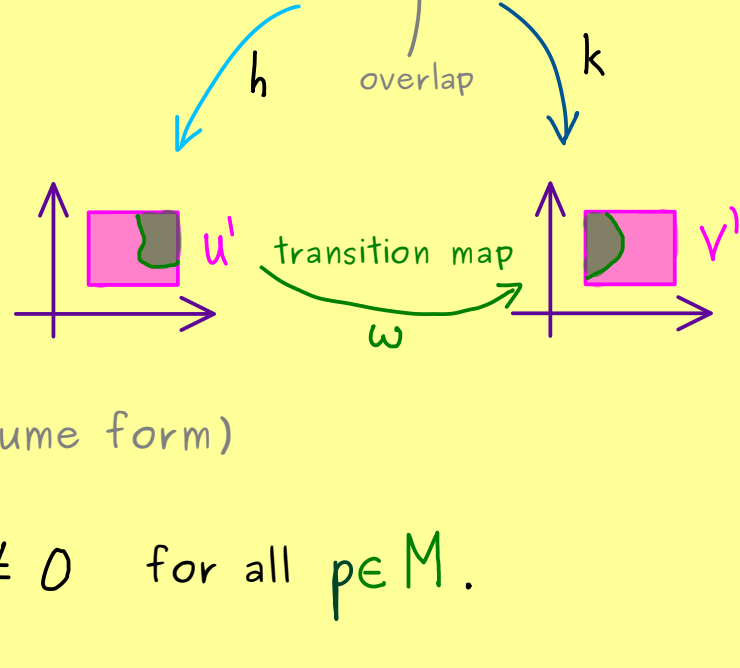 h
k
overlap
u'
transition map
v'
ω
ume form)
≠ 0 for all p∈M.